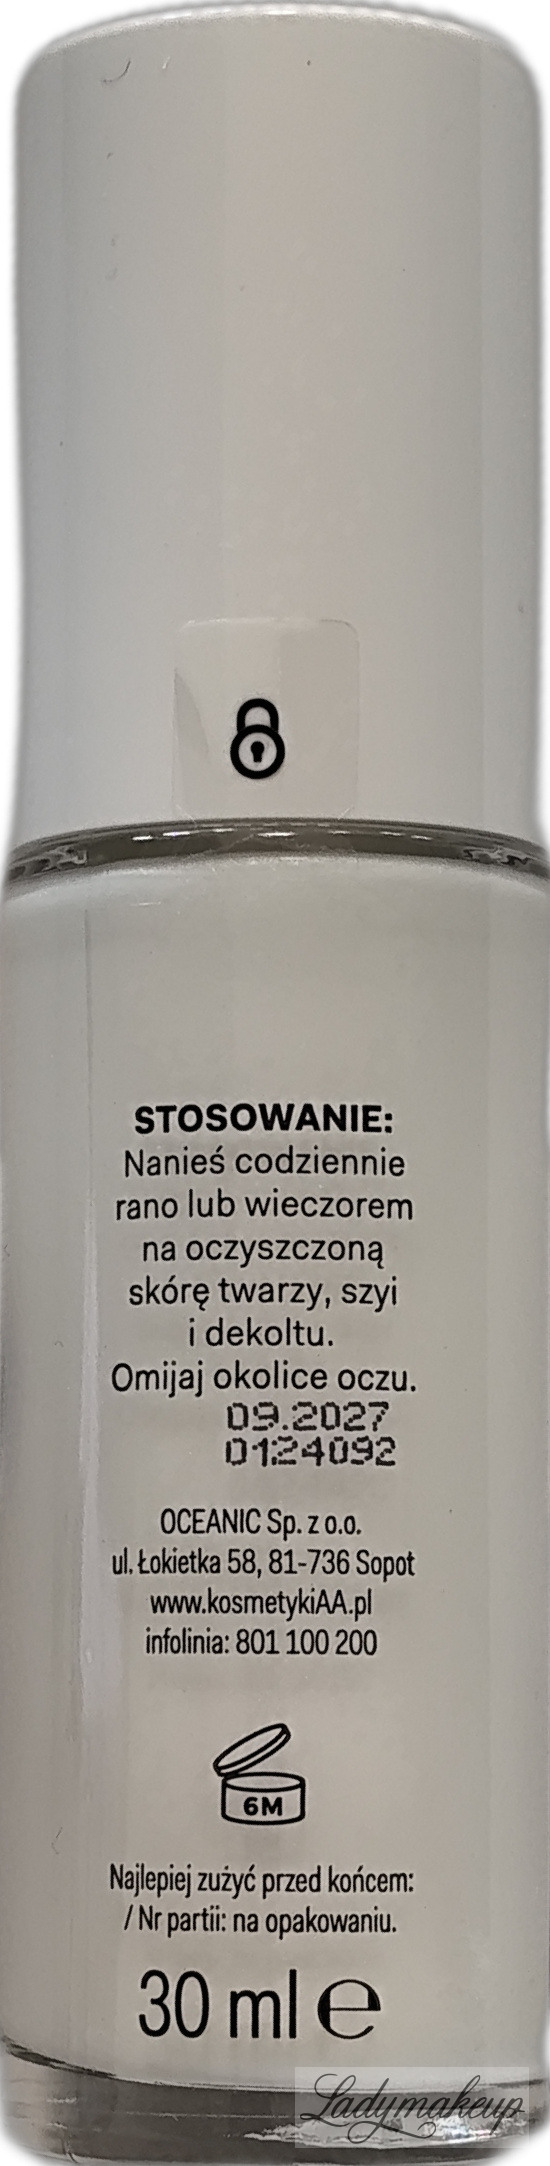 STOSOWANIE:
Nanieś codziennie
rano lub wieczorem
na oczyszczoną
skórę twarzy, szyi
i dekoltu.
Omijaj okolice oczu.
09.2027
0124092
OCEANIC Sp. z o.o.
ul. Łokietka 58, 81-736 Sopot
www.kosmetykiAA.pl
infolinia: 801 100 200
6M
Najlepiej zużyć przed końcem:
/ Nr partii: na opakowaniu.
30 ml e
Ladymakeup